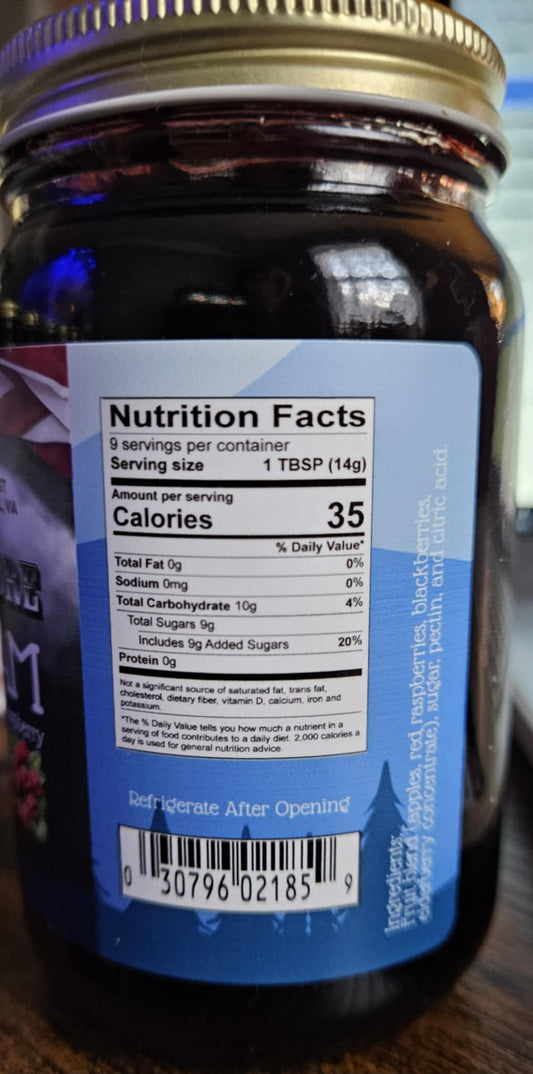 VA
M
Nutrition Facts
9 servings per container
Serving size 1 TBSP (14g)
Amount per serving
Calories 35
% Daily Value*
Total Fat 0g 0%
Sodium 0mg 0%
Total Carbohydrate 10g 4%
Total Sugars 9g
Includes 9g Added Sugars 20%
Protein 0g
Not a significant source of saturated fat, trans fat,
cholesterol, dietary fiber, vitamin D, calcium, iron and
potassium.
*The % Daily Value tells you how much a nutrient in a
serving of food contributes to a daily diet. 2,000 calories a
day is used for general nutrition advice.
Refrigerate After Opening
0 30796 02185 9
Ingredients:
Fruit blend (apples, red raspberries, blackberries,
elderberry concentrate), sugar, pectin, and citric acid.